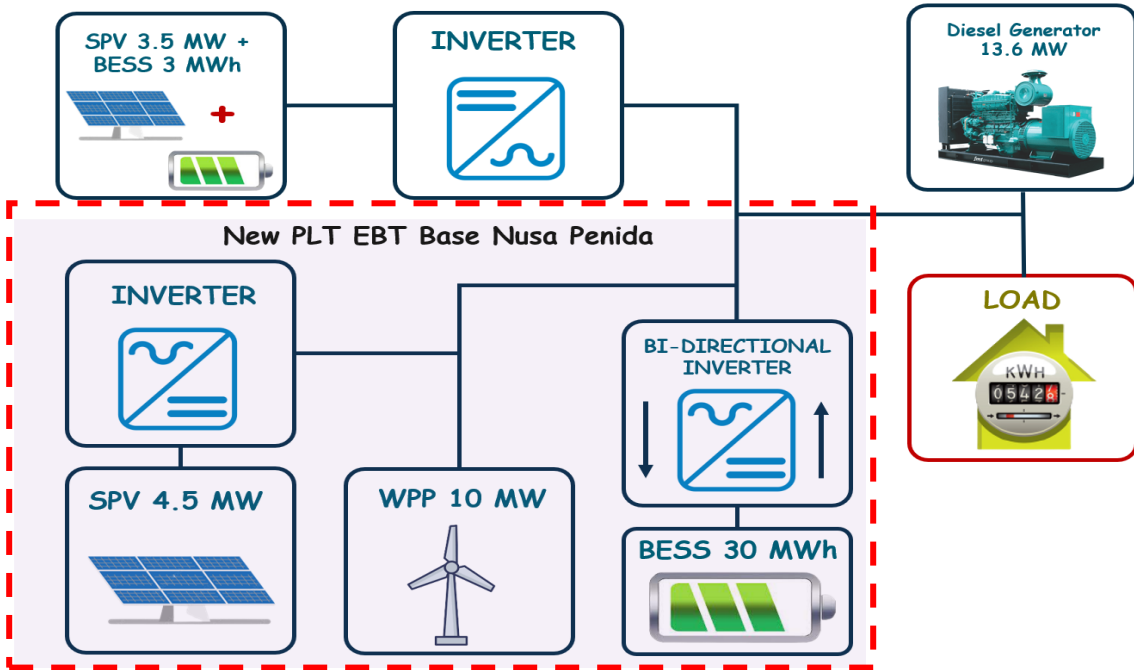 SPV 3.5 MW +
BESS 3 MWh
INVERTER
Diesel Generator
13.6 MW
New PLT EBT Base Nusa Penida
INVERTER
BI-DIRECTIONAL
INVERTER
LOAD
KWH
SPV 4.5 MW
WPP 10 MW
BESS 30 MWh